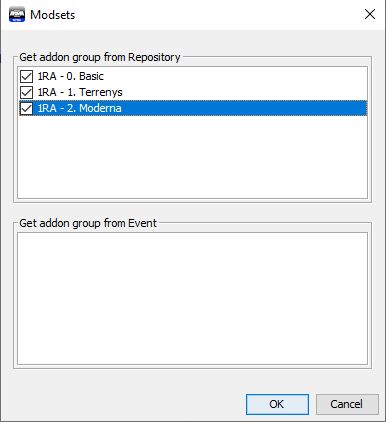 Modsets
Get addon group from Repository
1RA - 0. Basic
1RA - 1. Terrenys
1RA - 2. Moderna
Get addon group from Event
OK
Cancel